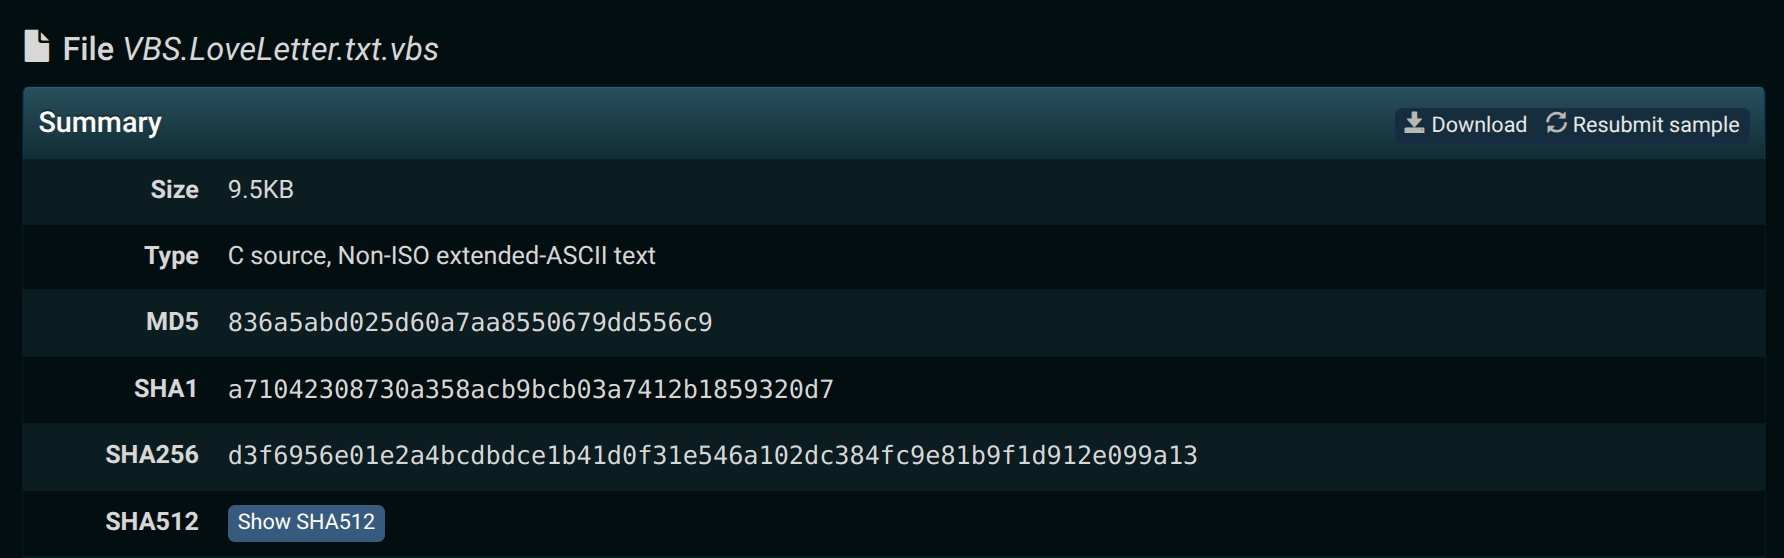 File VBS.LoveLetter.txt.vbs
Summary Download Resubmit sample
Size 9.5KB
Type C source, Non-ISO extended-ASCII text
MD5 836a5abd025d60a7aa8550679dd556c9
SHA1 a71042308730a358acb9bcb03a7412b1859320d7
SHA256 d3f6956e01e2a4bcdbdce1b41d0f31e546a102dc384fc9e81b9f1d912e099a13
SHA512 Show SHA512